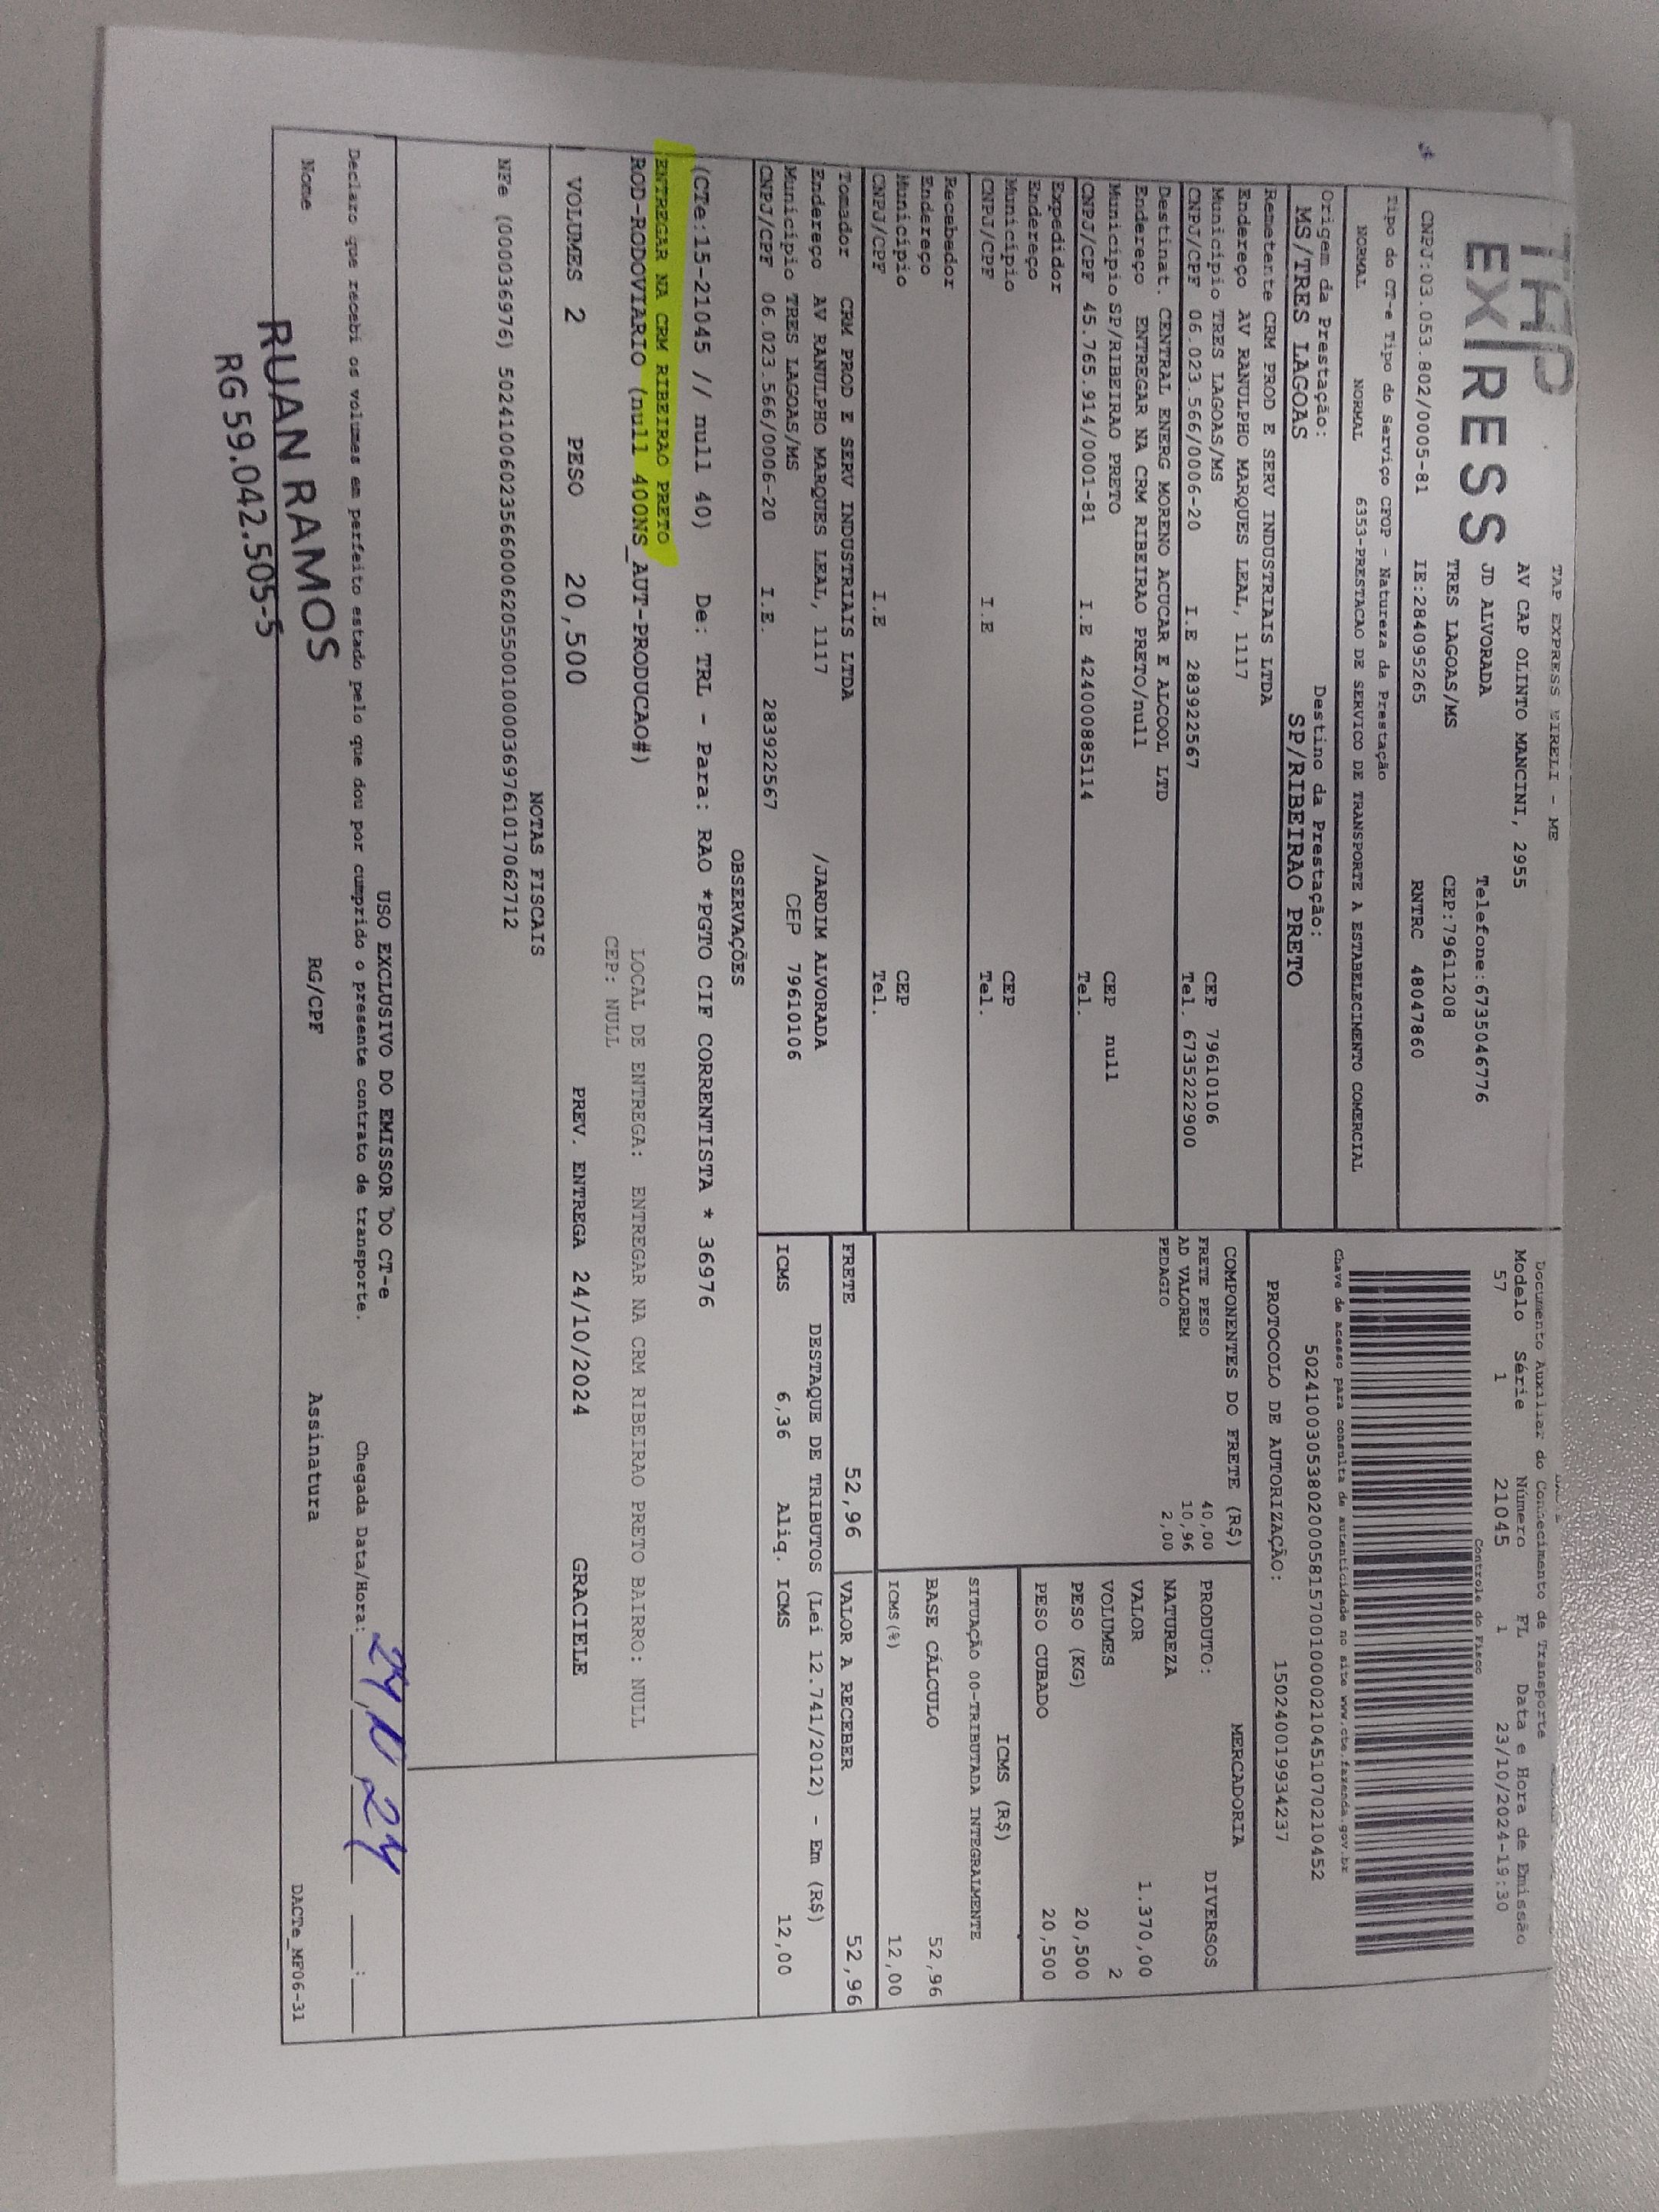 TAP
EXPRESS
TAP EXPRESS EIRELI - ME
AV CAP OLINTO MANCINI, 2955
JD ALVORADA Telefone:6735046776
TRES LAGOAS/MS CEP:79611208
CNPJ:03.053.802/0005-81 IE:284095265 RNTRC 48047860
Documento Auxiliar do Conhecimento de Transporte
Modelo Série Número FL Data e Hora de Emissão
57 1 21045 1 23/10/2024-19:30
Controle do Fisco
Chave de acesso para consulta de autenticidade no site www.cte.fazenda.gov.br
50241003053802000581570010000210451070210452
PROTOCOLO DE AUTORIZAÇÃO: 150240019934237
Tipo do CT-e Tipo do Serviço CFOP - Natureza da Prestação
NORMAL NORMAL 6353-PRESTACAO DE SERVICO DE TRANSPORTE A ESTABELECIMENTO COMERCIAL
Origem da Prestação: Destino da Prestação:
MS/TRES LAGOAS SP/RIBEIRAO PRETO
Remetente CRM PROD E SERV INDUSTRIAIS LTDA
Endereço AV RANULPHO MARQUES LEAL, 1117
Municipio TRES LAGOAS/MS CEP 79610106
CNPJ/CPF 06.023.566/0006-20 I.E 283922567 Tel. 6735222900
Destinat. CENTRAL ENERG MORENO ACUCAR E ALCOOL LTD
Endereço ENTREGAR NA CRM RIBEIRAO PRETO/null
Municipio SP/RIBEIRAO PRETO CEP null
CNPJ/CPF 45.765.914/0001-81 I.E 424000885114 Tel.
Expedidor
Endereço
Municipio CEP
CNPJ/CPF I.E Tel.
Recebador
Endereço
Municipio CEP
CNPJ/CPF I.E Tel.
Tomador CRM PROD E SERV INDUSTRIAIS LTDA
Endereço AV RANULPHO MARQUES LEAL, 1117 /JARDIM ALVORADA
Municipio TRES LAGOAS/MS CEP 79610106
CNPJ/CPF 06.023.566/0006-20 I.E. 283922567
COMPONENTES DO FRETE (R$)
FRETE PESO 40,00
AD VALOREM 10,96
PEDAGIO 2,00
MERCADORIA
PRODUTO: DIVERSOS
NATUREZA
VALOR 1.370,00
VOLUMES 2
PESO (KG) 20,500
PESO CUBADO 20,500
ICMS (R$)
SITUAÇÃO 00-TRIBUTADA INTEGRALMENTE
BASE CÁLCULO 52,96
ICMS(%) 12,00
FRETE 52,96 VALOR A RECEBER 52,96
DESTAQUE DE TRIBUTOS (Lei 12.741/2012) - Em (R$)
ICMS 6,36 Aliq. ICMS 12,00
OBSERVAÇÕES
(CTe:15-21045 // null 40) De: TRL - Para: RAO *PGTO CIF CORRENTISTA * 36976
ENTREGAR NA CRM RIBEIRAO PRETO
ROD-RODOVIARIO (null 400NS_AUT-PRODUCAO#) LOCAL DE ENTREGA: ENTREGAR NA CRM RIBEIRAO PRETO BAIRRO: NULL
CEP: NULL
VOLUMES 2 PESO 20,500 PREV. ENTREGA 24/10/2024 GRACIELE
NOTAS FISCAIS
NFe (000036976) 50241006023566000620550010000369761017062712
USO EXCLUSIVO DO EMISSOR DO CT-e
Declaro que recebi os volumes em perfeito estado pelo que dou por cumprido o presente contrato de transporte. Chegada Data/Hora:
Nome RG/CPF Assinatura
RUAN RAMOS
RG 59.042.505-5
DACTe_MF06-31